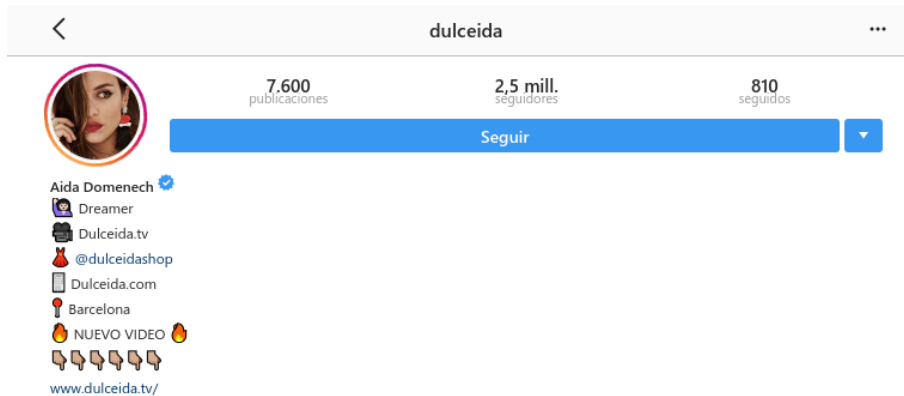 dulceida
7.600 2,5 mill. 810
publicaciones seguidores seguidos
Seguir
Aida Domenech
Dreamer
Dulceida.tv
@dulceidashop
Dulceida.com
Barcelona
NUEVO VIDEO
www.dulceida.tv/